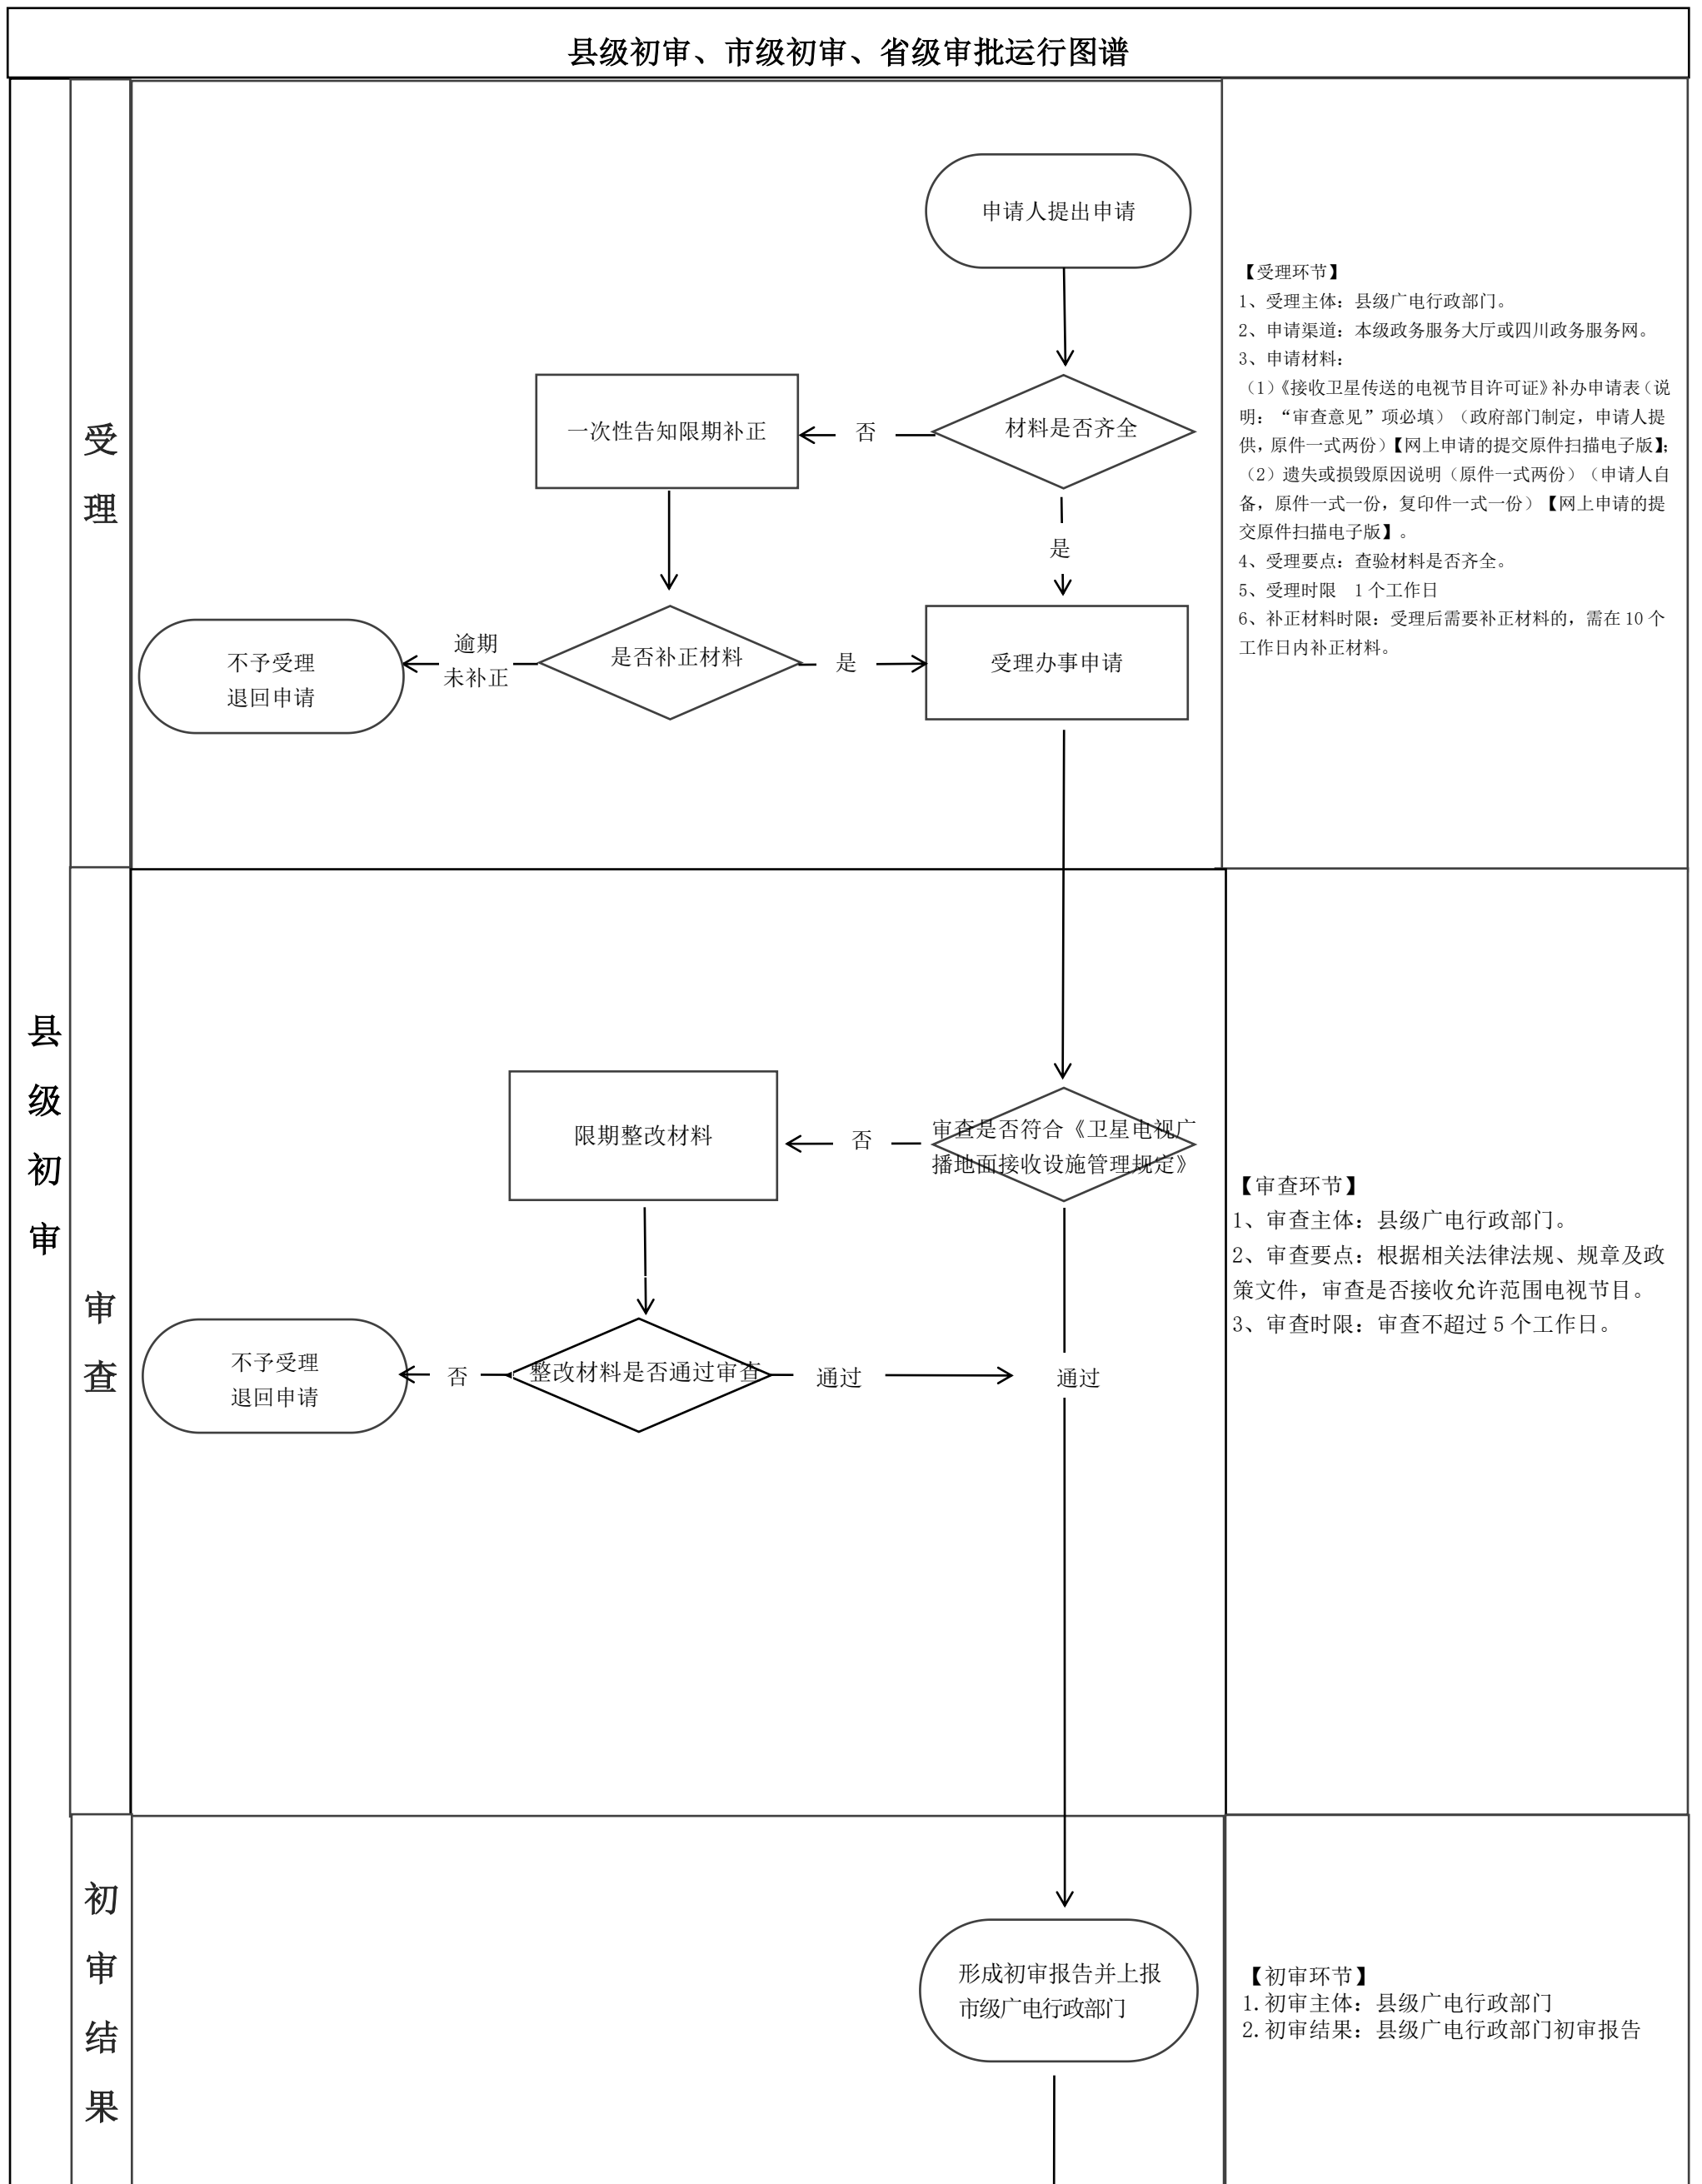 县级初审、市级初审、省级审批运行图谱
县级初审
受理
申请人提出申请
材料是否齐全
否
一次性告知限期补正
是
是否补正材料
逾期
未补正
不予受理
退回申请
是
受理办事申请
【受理环节】
1、受理主体：县级广电行政部门。
2、申请渠道：本级政务服务大厅或四川政务服务网。
3、申请材料：
（1）《接收卫星传送的电视节目许可证》补办申请表（说
明：“审查意见”项必填）（政府部门制定，申请人提
供，原件一式两份）【网上申请的提交原件扫描电子版】；
（2）遗失或损毁原因说明（原件一式两份）（申请人自
备，原件一式一份，复印件一式一份）【网上申请的提
交原件扫描电子版】。
4、受理要点：查验材料是否齐全。
5、受理时限 1个工作日
6、补正材料时限：受理后需要补正材料的，需在10个
工作日内补正材料。
审查
审查是否符合《卫星电视广
播地面接收设施管理规定》
否
限期整改材料
整改材料是否通过审查
否
不予受理
退回申请
通过
通过
【审查环节】
1、审查主体：县级广电行政部门。
2、审查要点：根据相关法律法规、规章及政
策文件，审查是否接收允许范围电视节目。
3、审查时限：审查不超过5个工作日。
初审结果
形成初审报告并上报
市级广电行政部门
【初审环节】
1.初审主体：县级广电行政部门
2.初审结果：县级广电行政部门初审报告